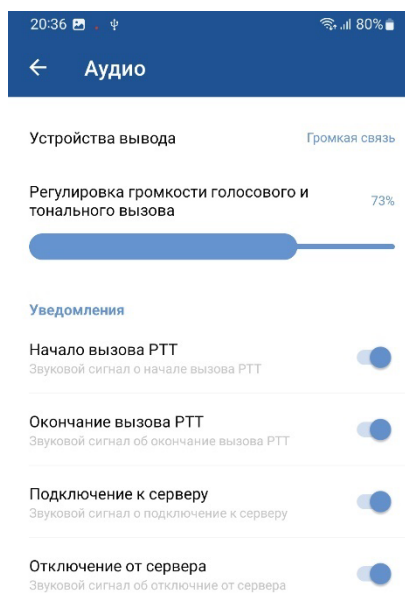 20:36 80%
Аудио
Устройства вывода Громкая связь
Регулировка громкости голосового и
тонального вызова 73%
Уведомления
Начало вызова PTT
Звуковой сигнал о начале вызова PTT
Окончание вызова PTT
Звуковой сигнал об окончание вызова PTT
Подключение к серверу
Звуковой сигнал о подключение к серверу
Отключение от сервера
Звуковой сигнал об отключние от сервера